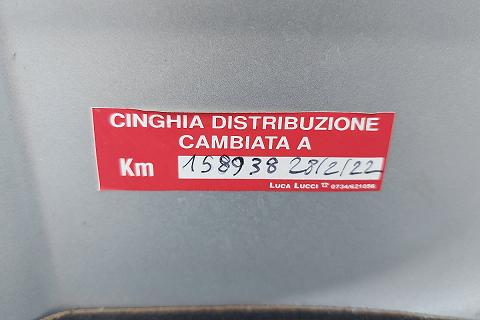 CINGHIA DISTRIBUZIONE
CAMBIATA A
Km 158938 28/2/22
LUCA LUCCI ☎ 0734/621056